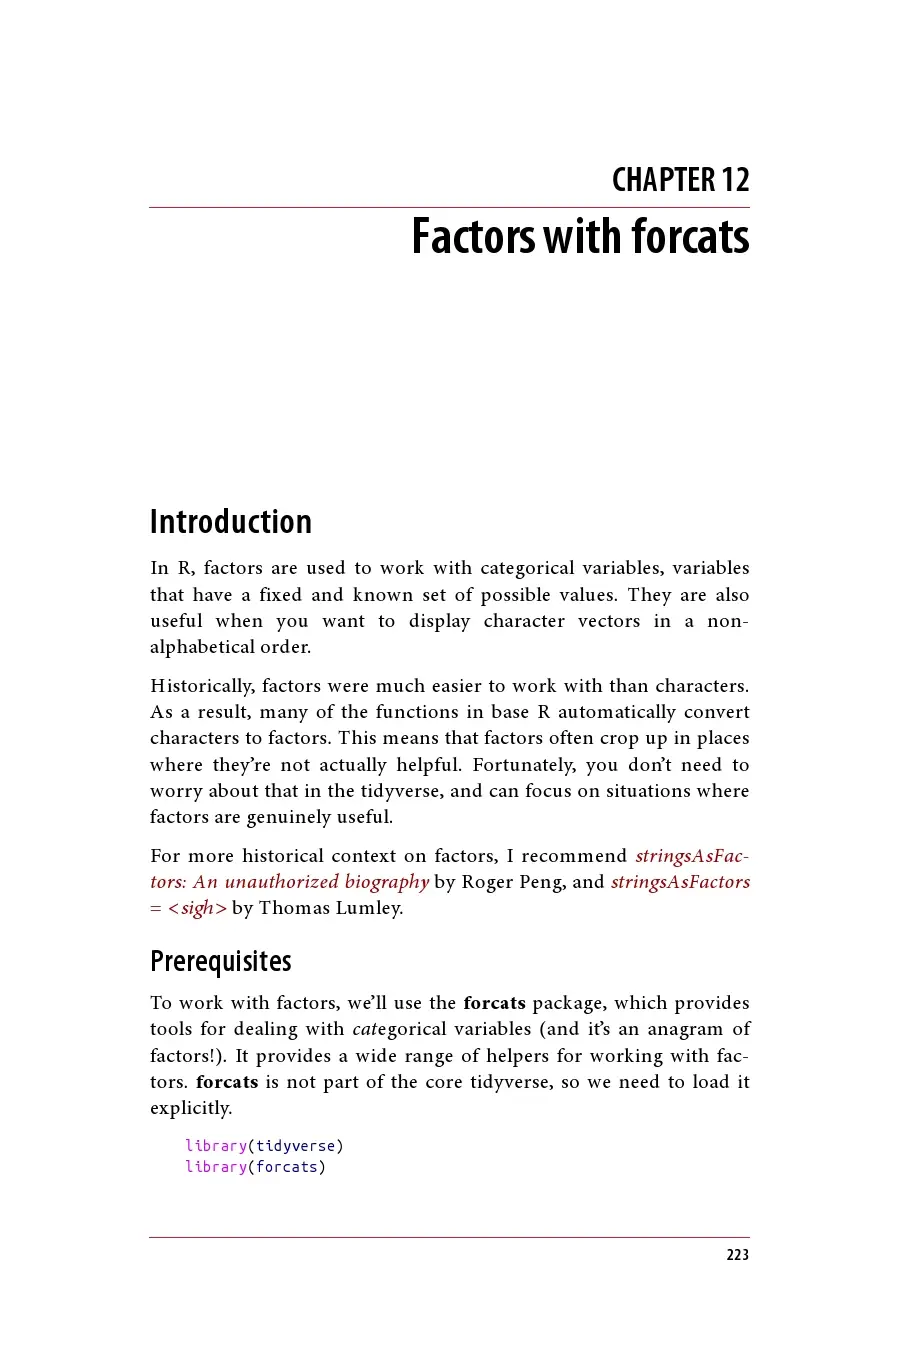 CHAPTER 12
Factors with forcats
Introduction
In R, factors are used to work with categorical variables, variables
that have a fixed and known set of possible values. They are also
useful when you want to display character vectors in a non-
alphabetical order.
Historically, factors were much easier to work with than characters.
As a result, many of the functions in base R automatically convert
characters to factors. This means that factors often crop up in places
where they’re not actually helpful. Fortunately, you don’t need to
worry about that in the tidyverse, and can focus on situations where
factors are genuinely useful.
For more historical context on factors, I recommend stringsAsFac-
tors: An unauthorized biography by Roger Peng, and stringsAsFactors
= <sigh> by Thomas Lumley.
Prerequisites
To work with factors, we’ll use the forcats package, which provides
tools for dealing with categorical variables (and it’s an anagram of
factors!). It provides a wide range of helpers for working with fac-
tors. forcats is not part of the core tidyverse, so we need to load it
explicitly.
library(tidyverse)
library(forcats)
223